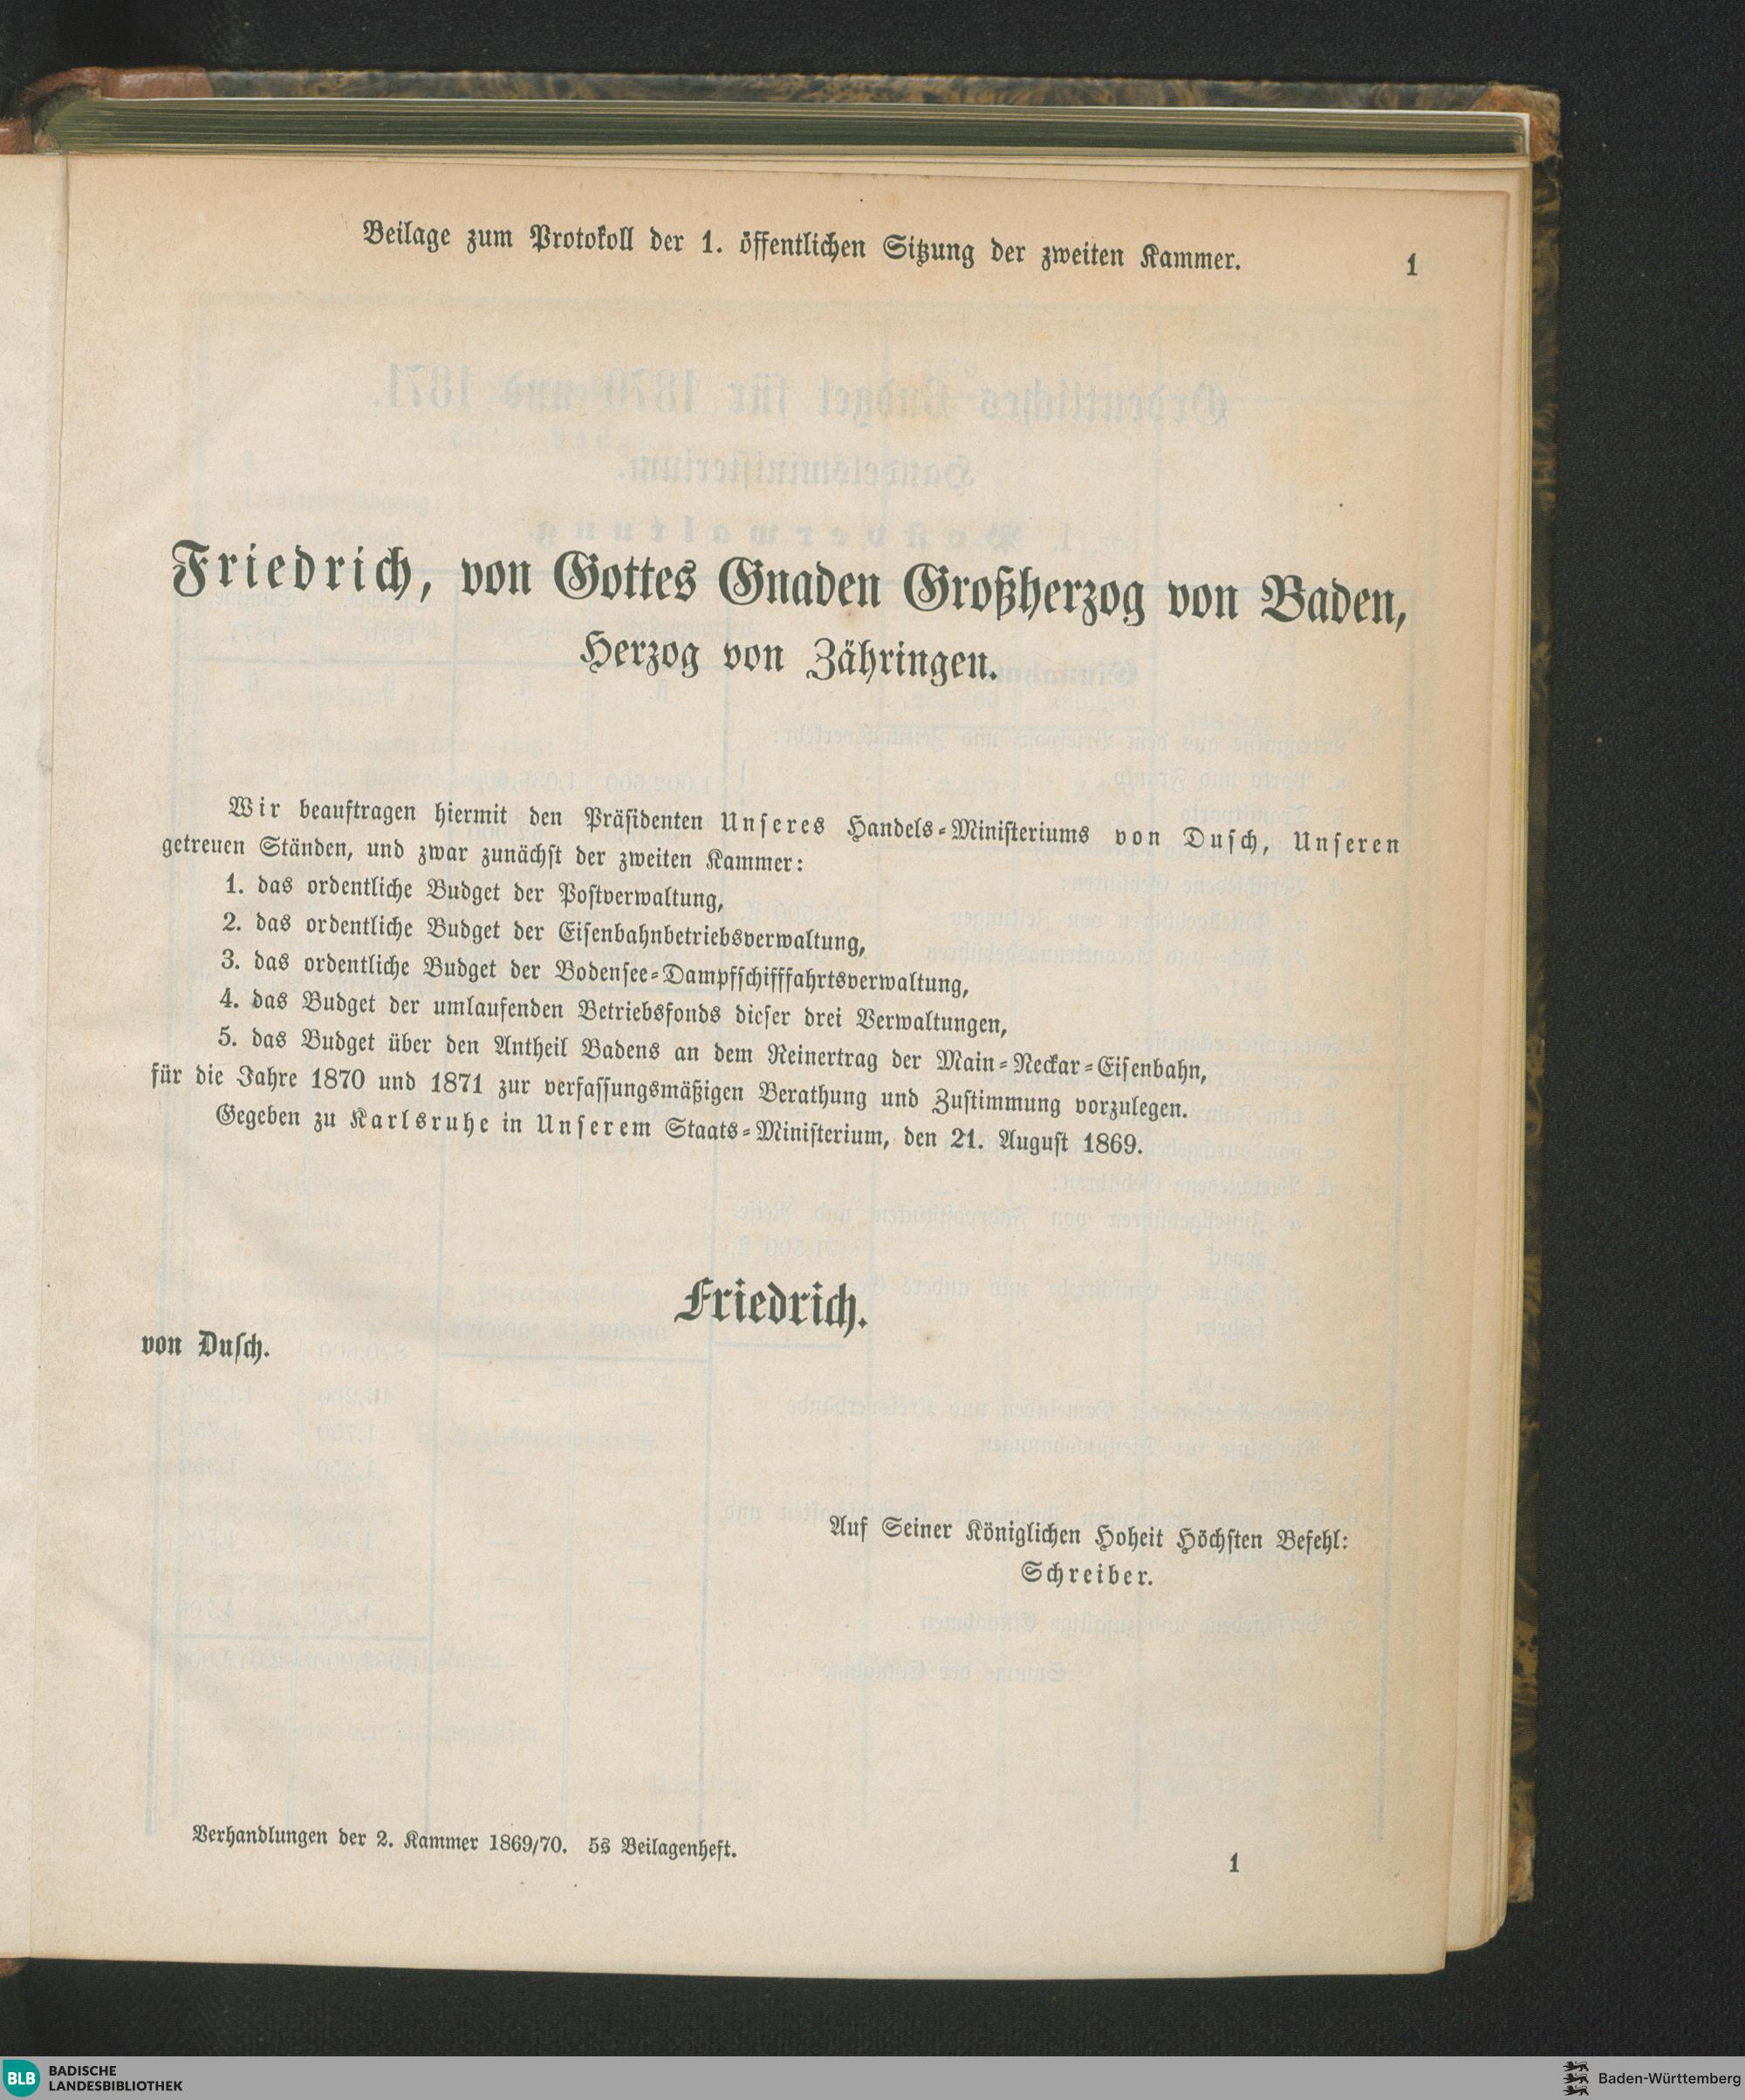 Beilage zum Protokoll der 1. öffentlichen Sitzung der zweiten Kammer.
1
Friedrich, von Gottes Gnaden Großherzog von Baden,
Herzog von Zähringen.
Wir beauftragen hiermit den Präsidenten Unseres Handels-Ministeriums von Dusch, Unseren
getreuen Ständen, und zwar zunächst der zweiten Kammer:
1. das ordentliche Budget der Postverwaltung,
2. das ordentliche Budget der Eisenbahnbetriebsverwaltung,
3. das ordentliche Budget der Bodensee-Dampfschifffahrtsverwaltung,
4. das Budget der umlaufenden Betriebsfonds dieser drei Verwaltungen,
5. das Budget über den Antheil Badens an dem Reinertrag der Main-Neckar-Eisenbahn,
für die Jahre 1870 und 1871 zur verfassungsmäßigen Berathung und Zustimmung vorzulegen.
Gegeben zu Karlsruhe in Unserem Staats-Ministerium, den 21. August 1869.
Friedrich.
von Dusch.
Auf Seiner Königlichen Hoheit Höchsten Befehl:
Schreiber.
Verhandlungen der 2. Kammer 1869/70. 5s Beilagenheft.
1
BLB BADISCHE
LANDESBIBLIOTHEK
Baden-Württemberg